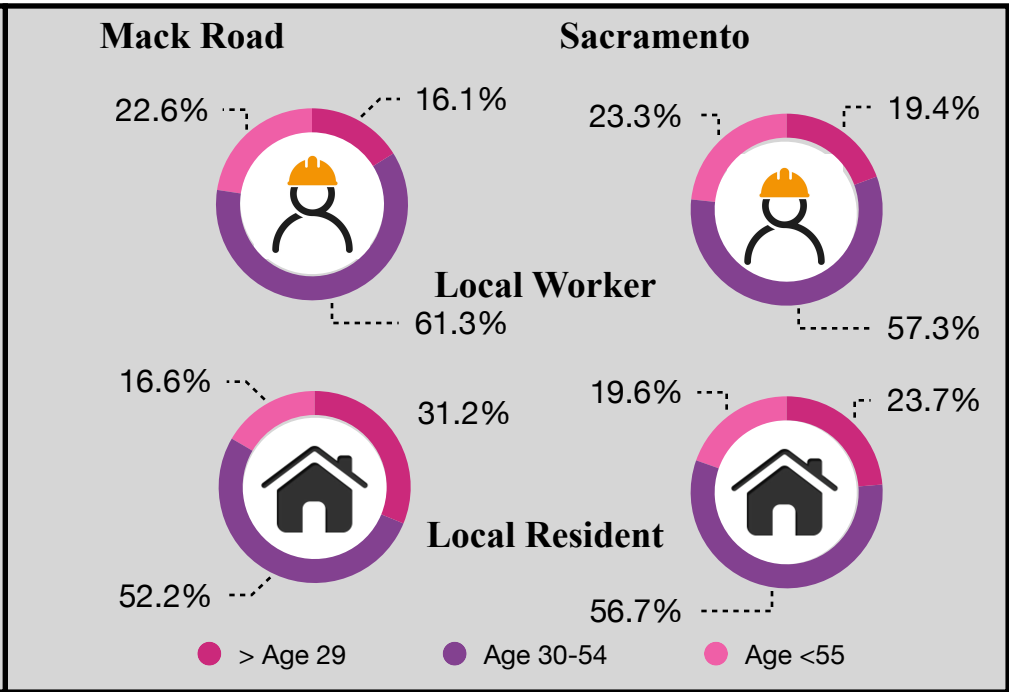 Mack Road
Sacramento
22.6%
16.1%
23.3%
19.4%
Local Worker
61.3%
57.3%
16.6%
31.2%
19.6%
23.7%
Local Resident
52.2%
56.7%
> Age 29
Age 30-54
Age <55